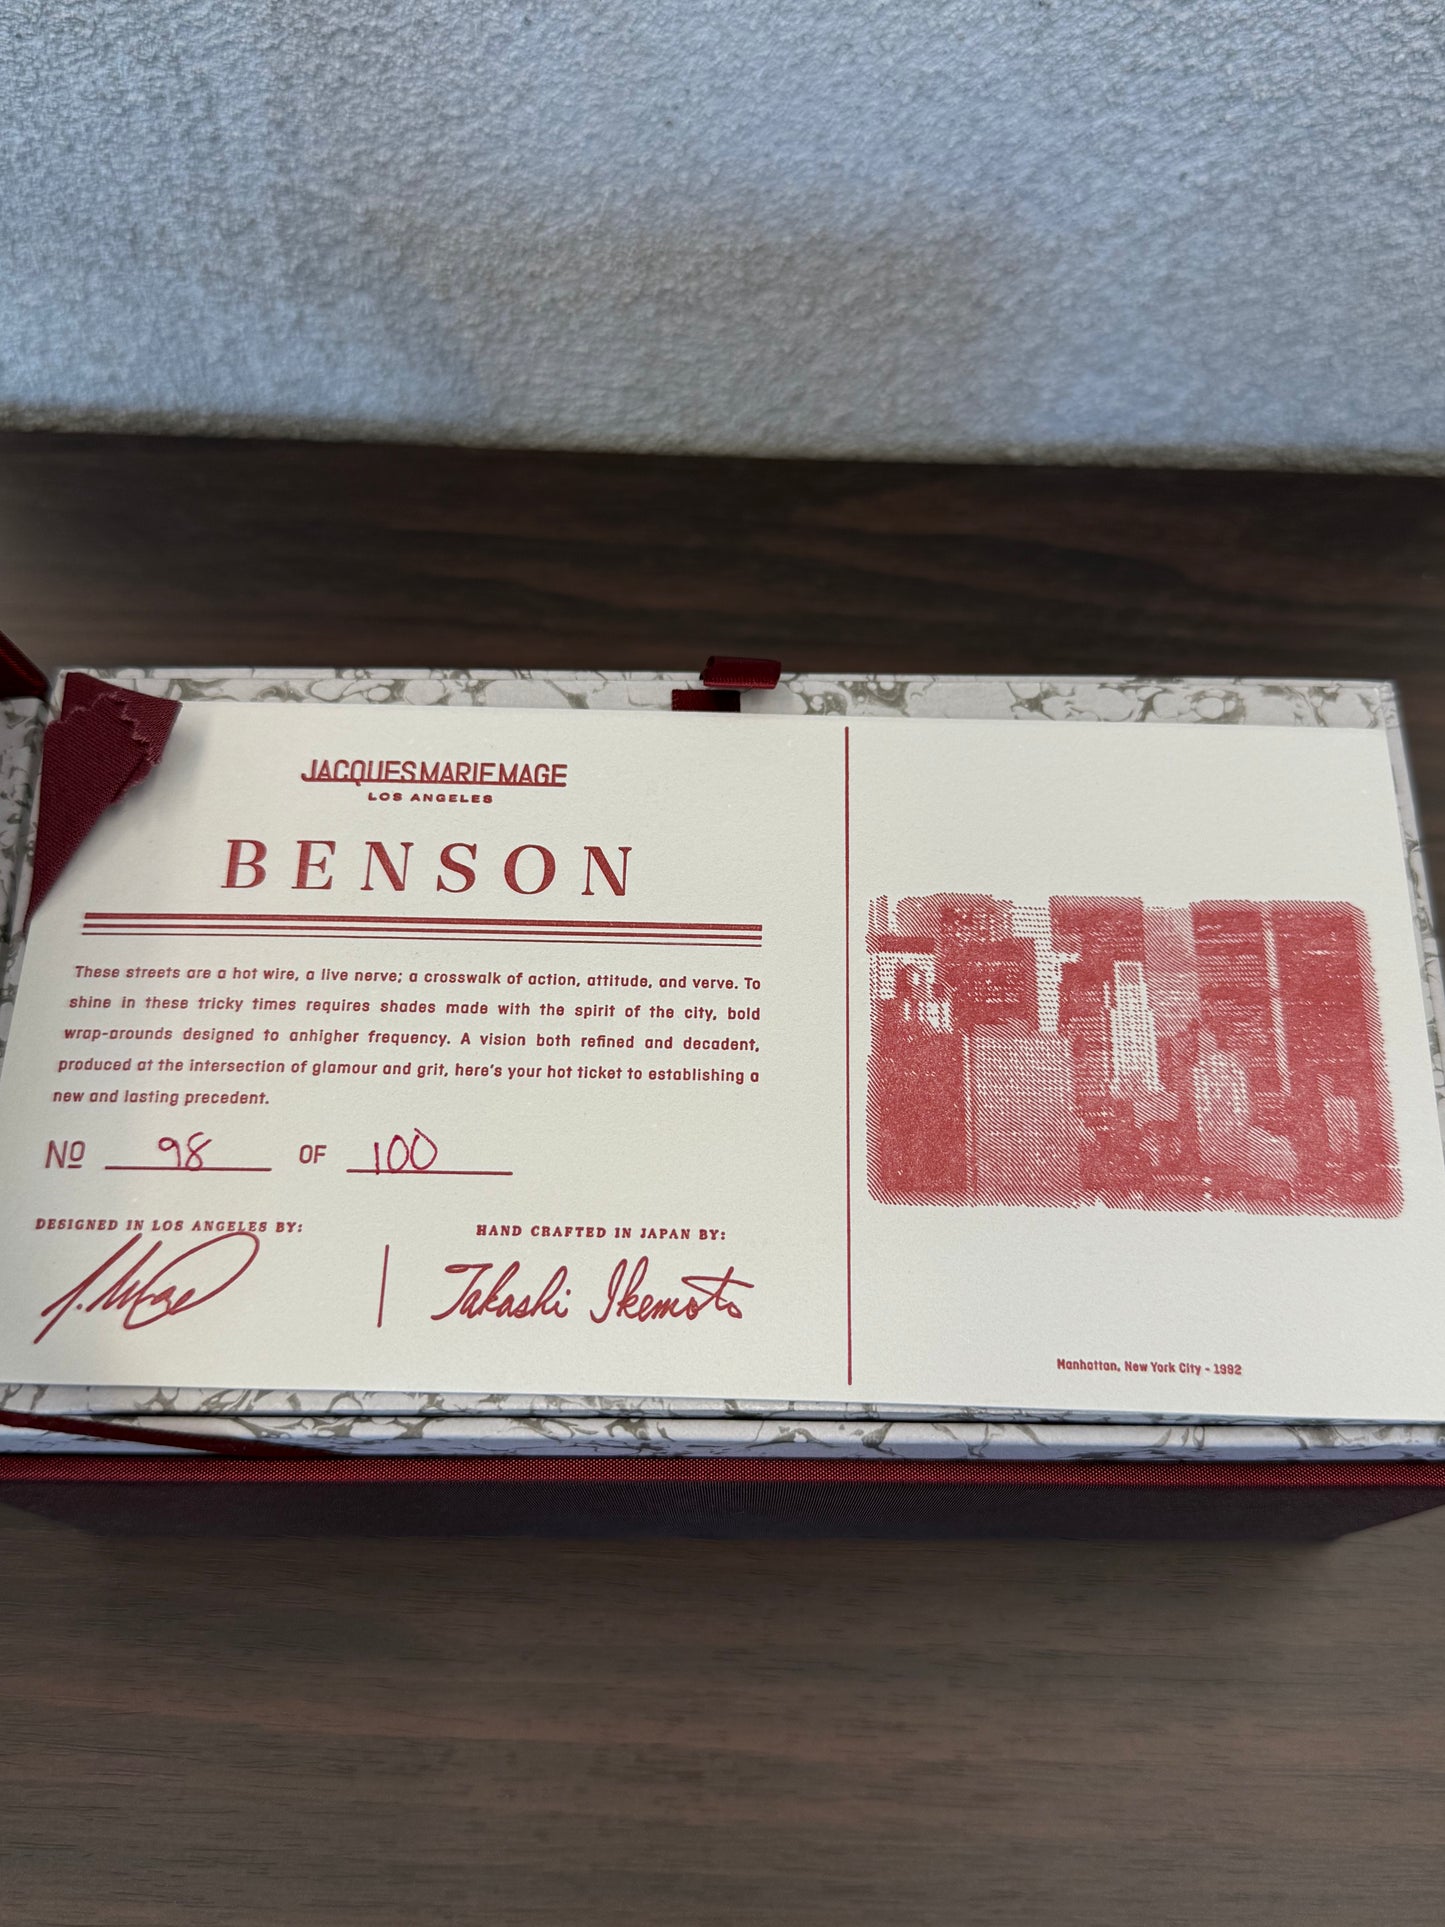 JACQUES MARIE MAGE
LOS ANGELES
BENSON
These streets are a hot wire, a live nerve; a crosswalk of action, attitude, and verve. To
shine in these tricky times requires shades made with the spirit of the city, bold
wrap-arounds designed to anhigher frequency. A vision both refined and decadent,
produced at the intersection of glamour and grit, here's your hot ticket to establishing a
new and lasting precedent.
Nº 98 OF 100
DESIGNED IN LOS ANGELES BY:
J. Mage
HAND CRAFTED IN JAPAN BY:
Takashi Ikemoto
Manhattan, New York City - 1992